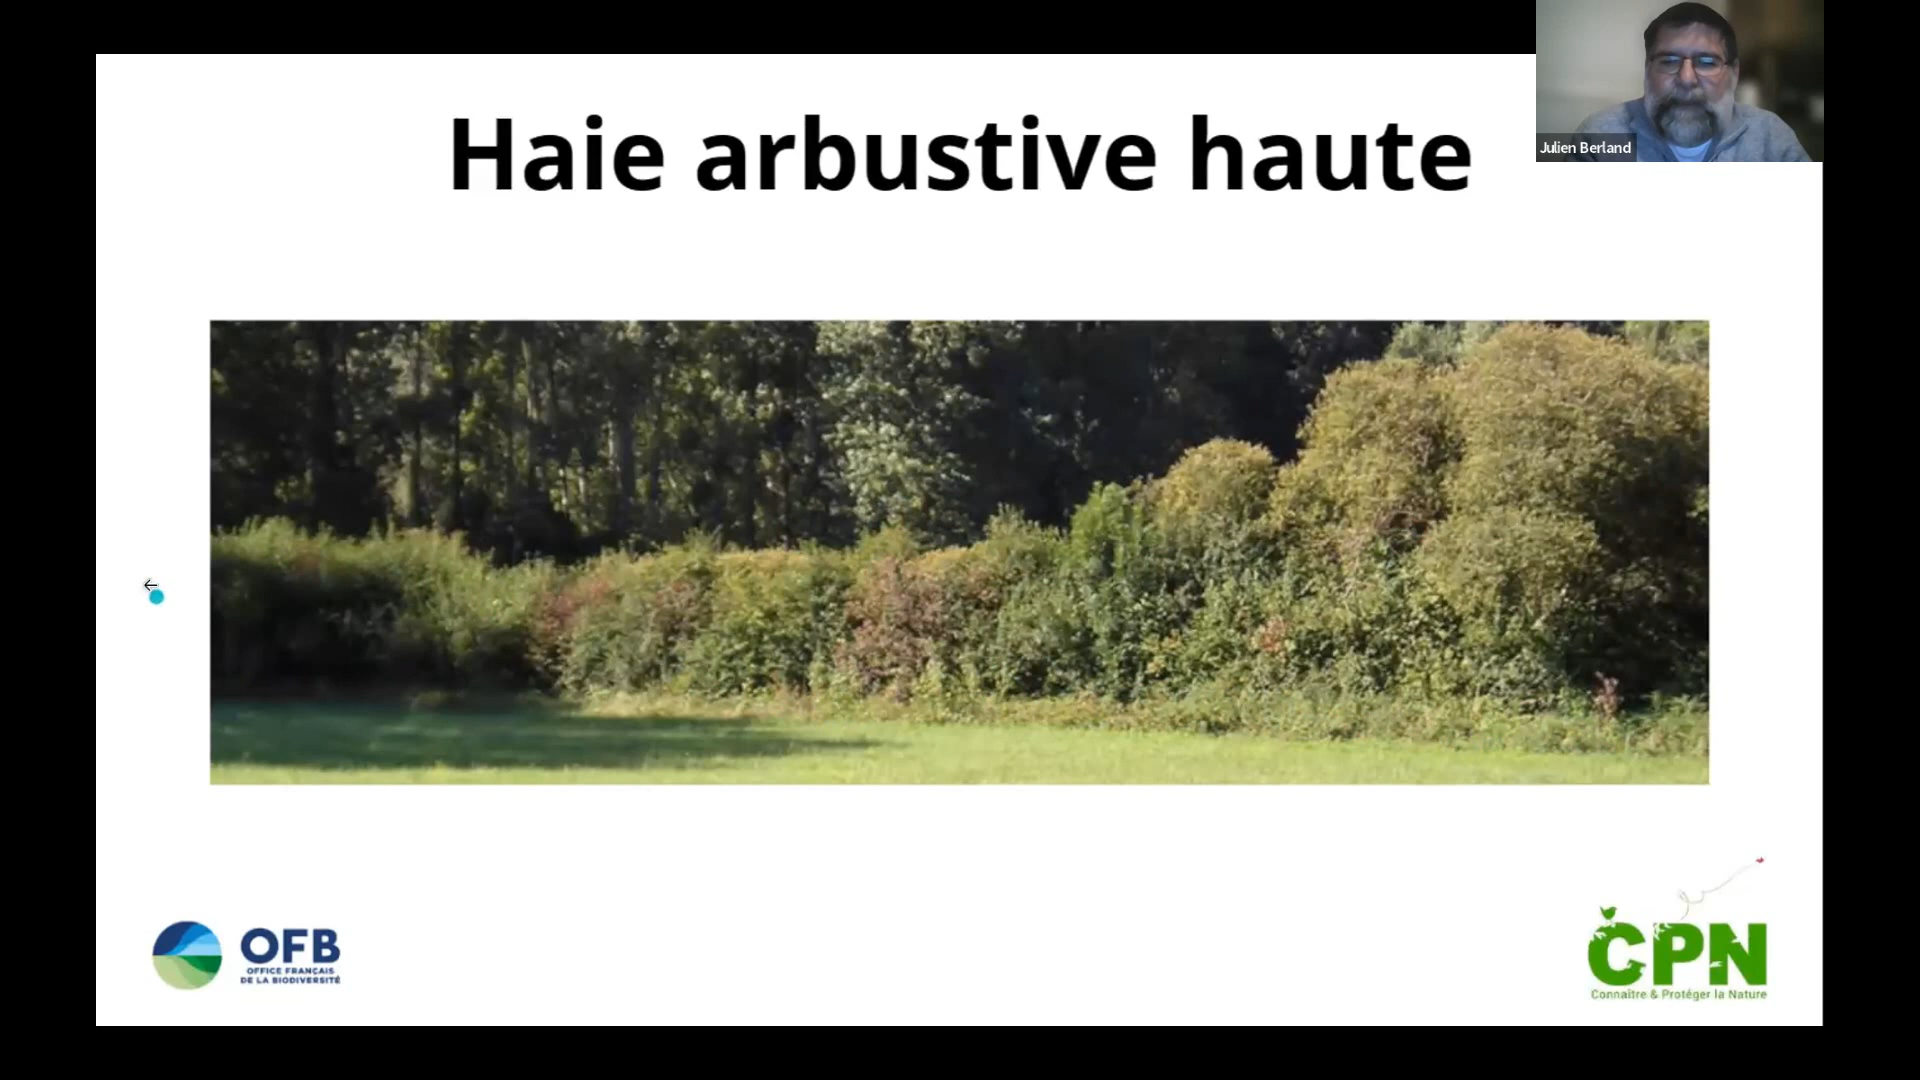 Haie arbustive haute
Julien Berland
OFB
OFFICE FRANÇAIS
DE LA BIODIVERSITÉ
CPN
Connaître & Protéger la Nature